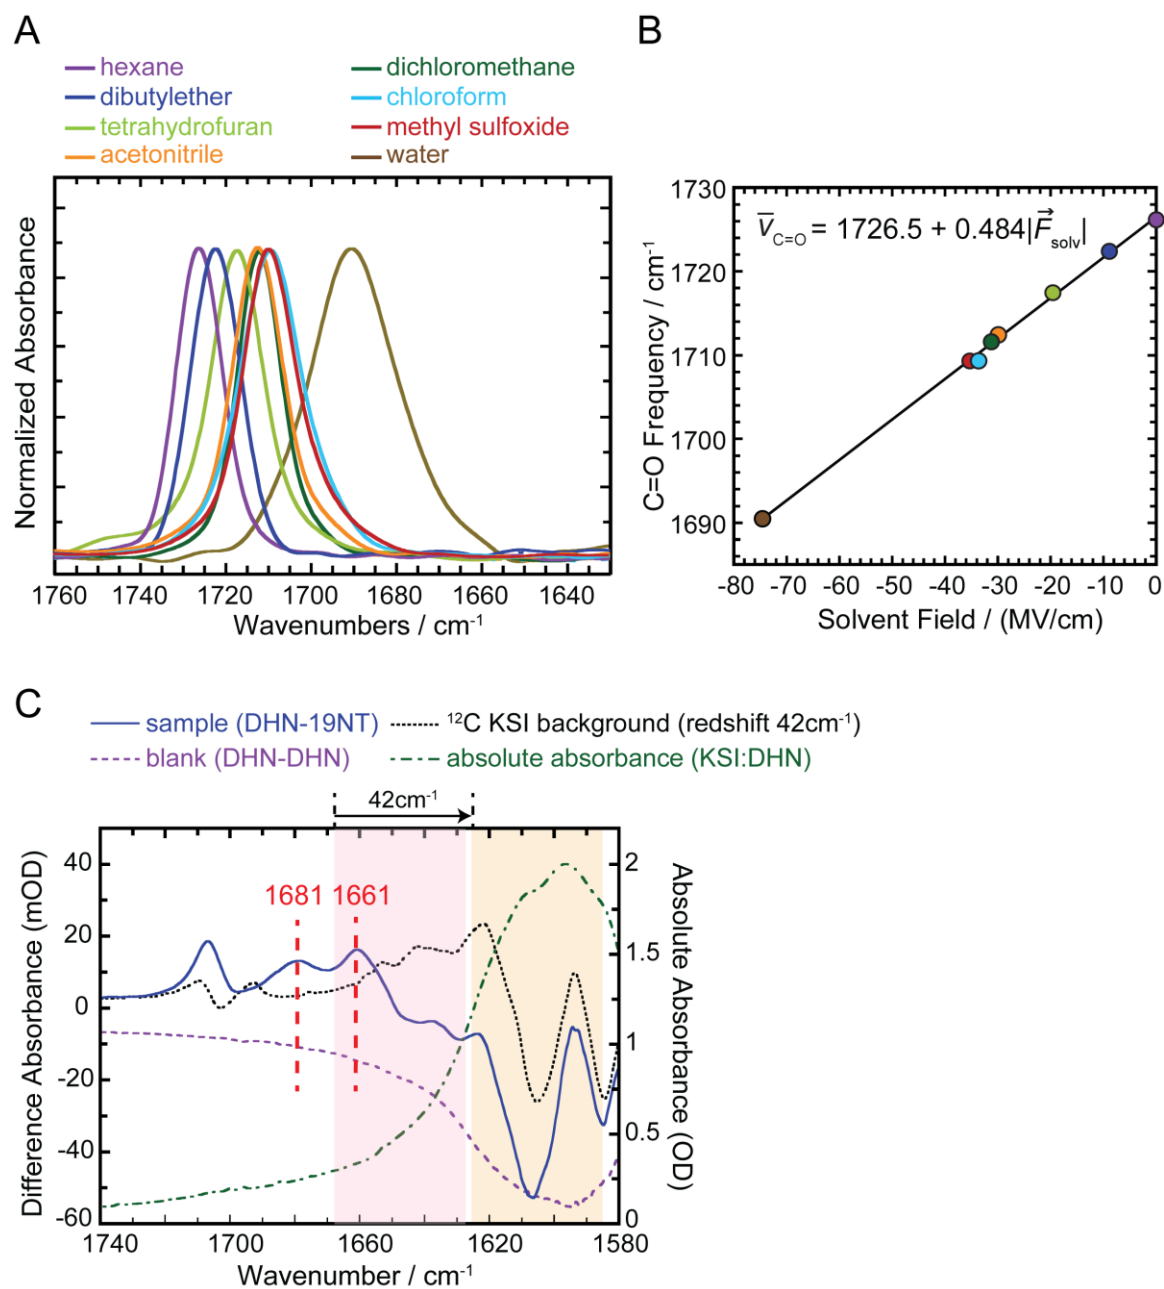 A
hexane
dibutylether
tetrahydrofuran
acetonitrile
dichloromethane
chloroform
methyl sulfoxide
water
Normalized Absorbance
1760 1740 1720 1700 1680 1660 1640
Wavenumbers / cm⁻¹
B
ν̅C=O = 1726.5 + 0.484|F⃗solv|
C=O Frequency / cm⁻¹
1730
1720
1710
1700
1690
-80 -70 -60 -50 -40 -30 -20 -10 0
Solvent Field / (MV/cm)
C
sample (DHN-19NT)
¹²C KSI background (redshift 42cm⁻¹)
blank (DHN-DHN)
absolute absorbance (KSI:DHN)
42cm⁻¹
1681 1661
Difference Absorbance (mOD)
40
20
0
-20
-40
-60
2
1.5
1
0.5
0
Absolute Absorbance (OD)
1740 1700 1660 1620 1580
Wavenumber / cm⁻¹